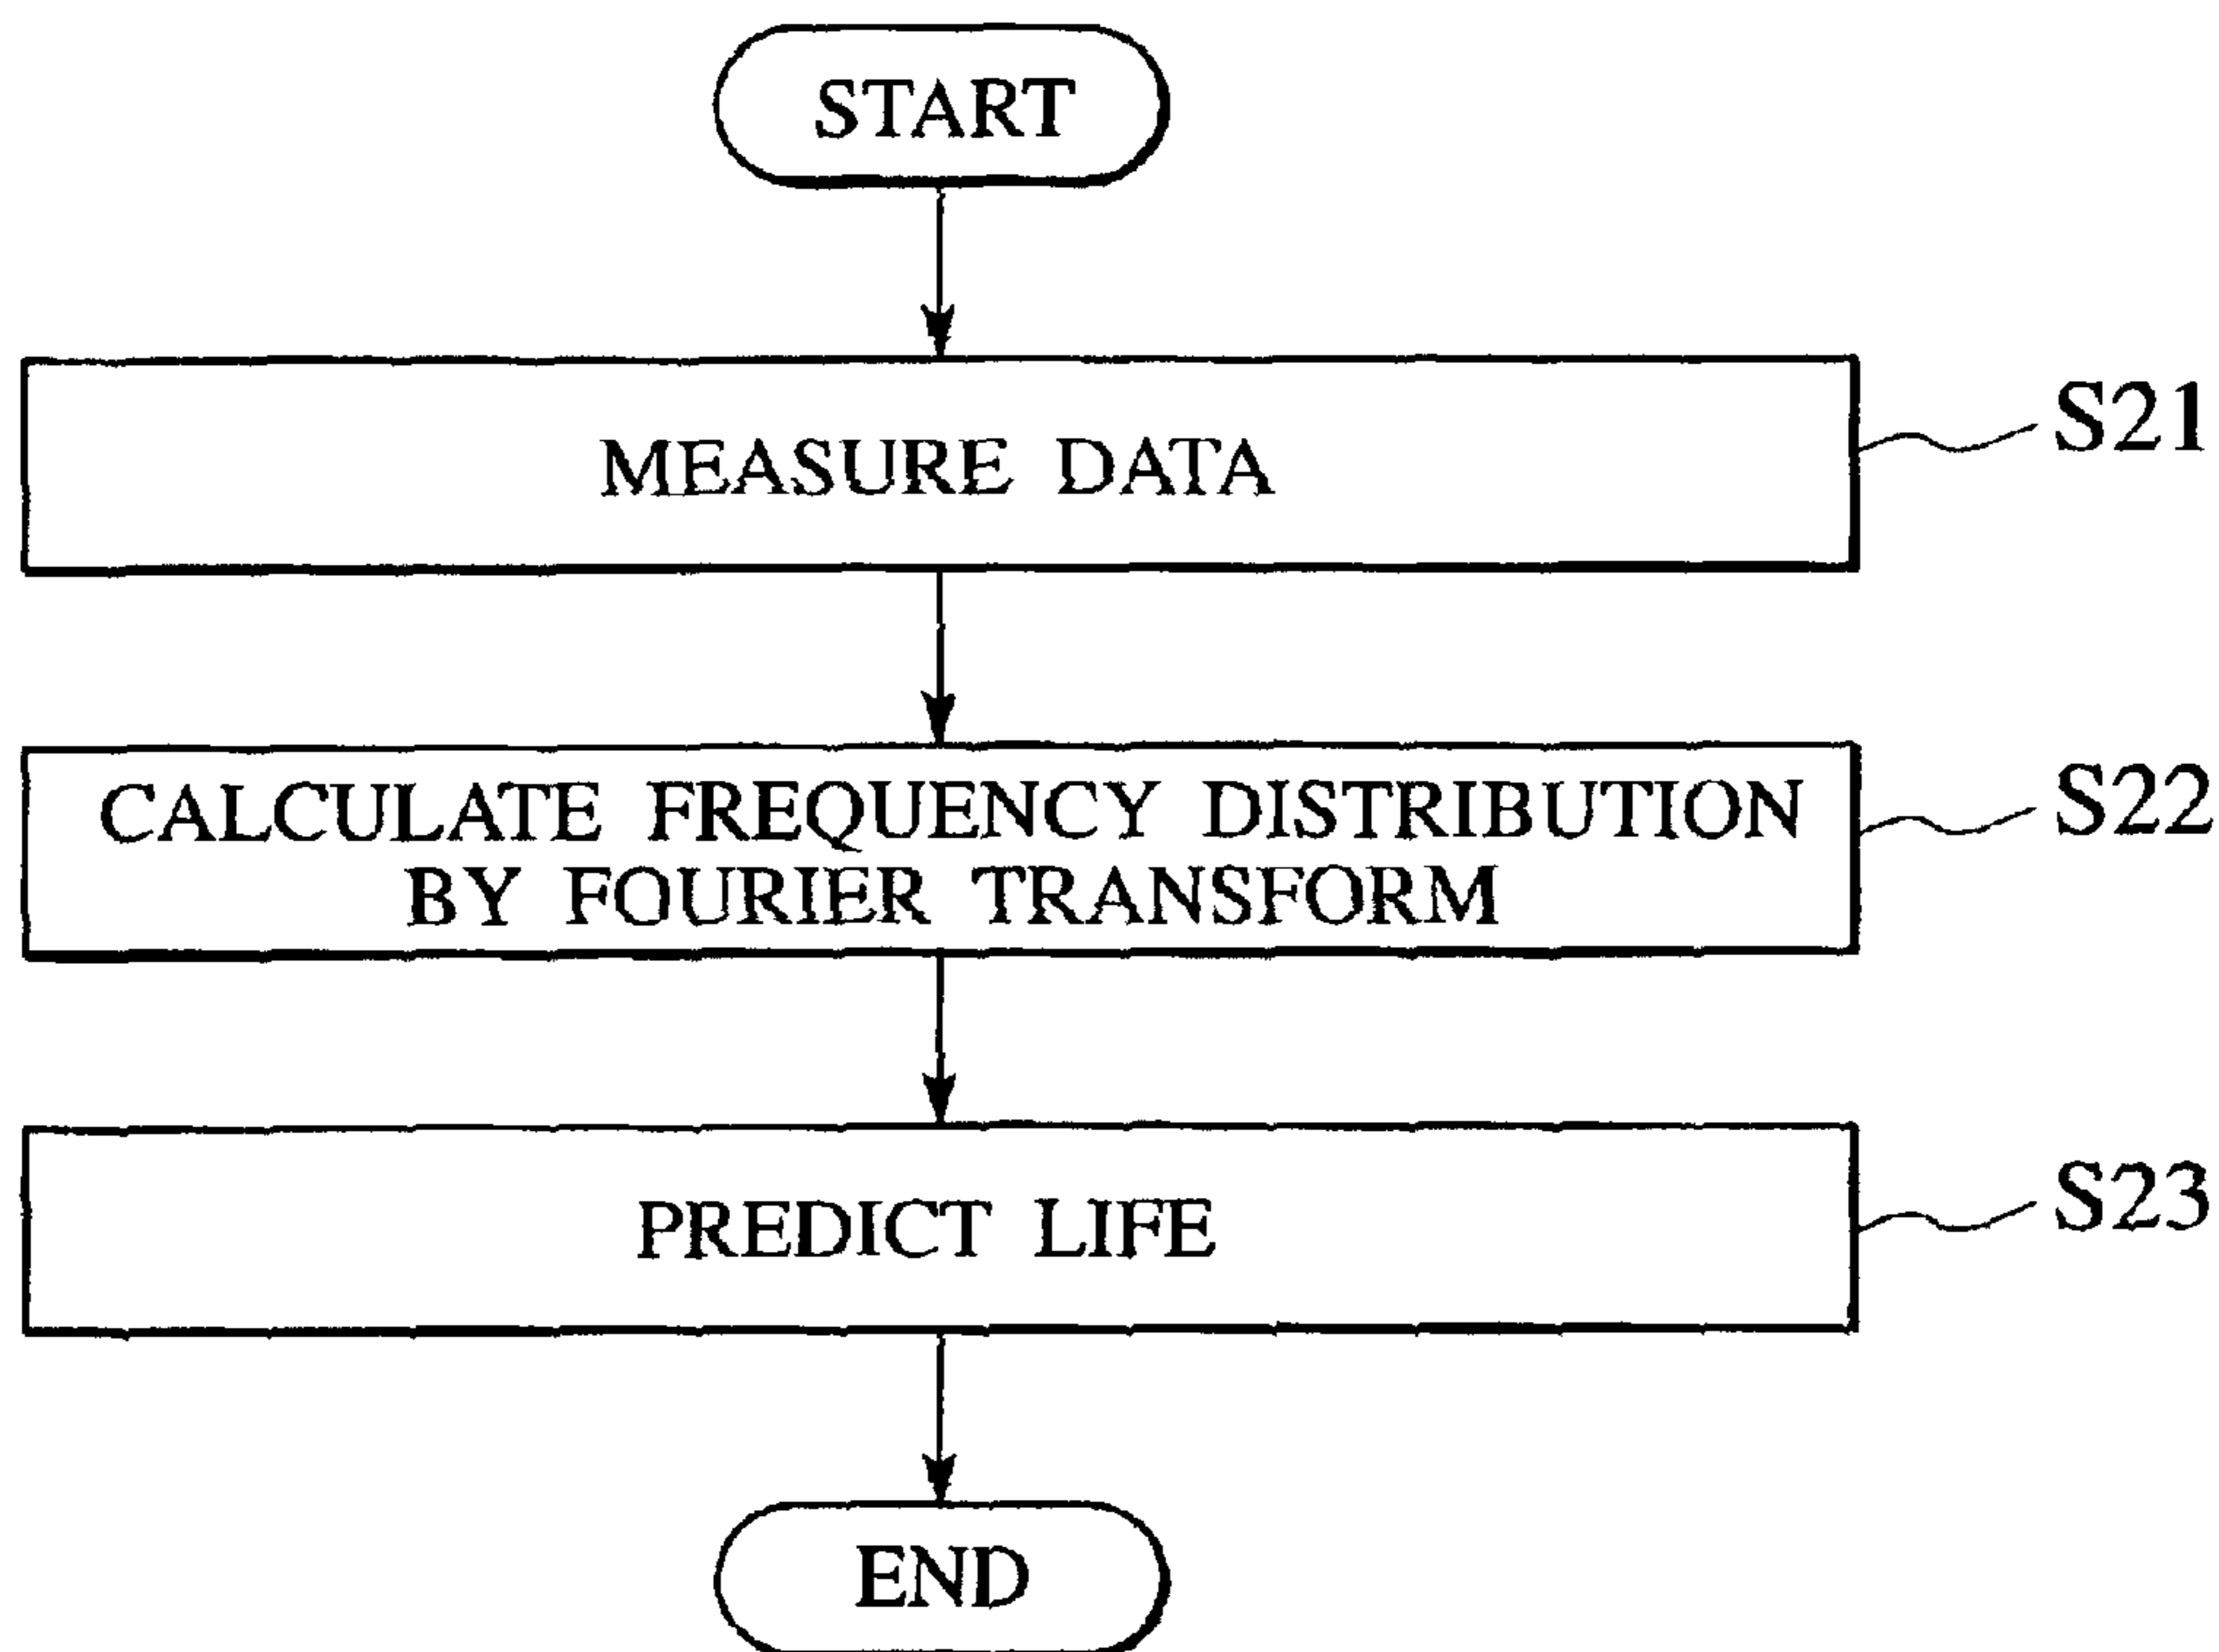 START
MEASURE DATA
S21
CALCULATE FREQUENCY DISTRIBUTION
BY FOURIER TRANSFORM
S22
PREDICT LIFE
S23
END